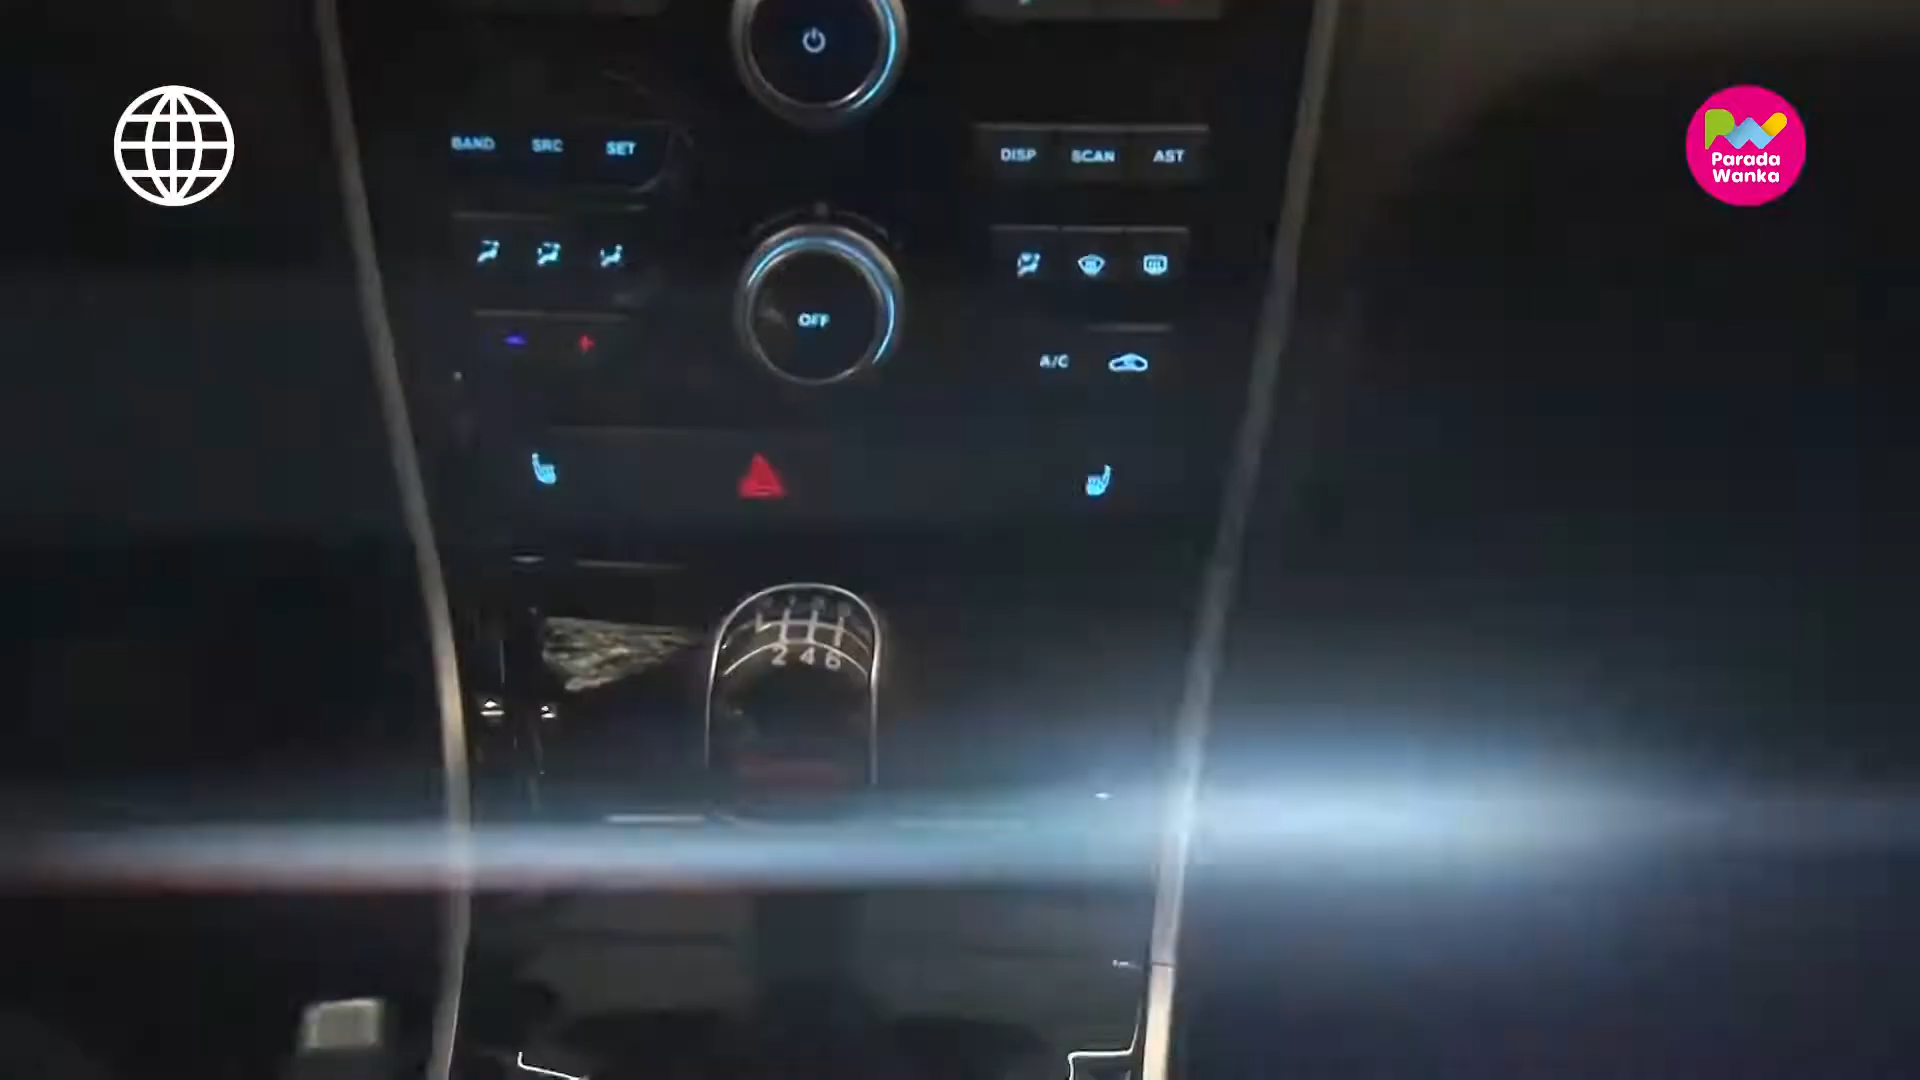 BAND SRC SET
DISP SCAN AST
Parada
Wanka
OFF
A/C
2 4 6